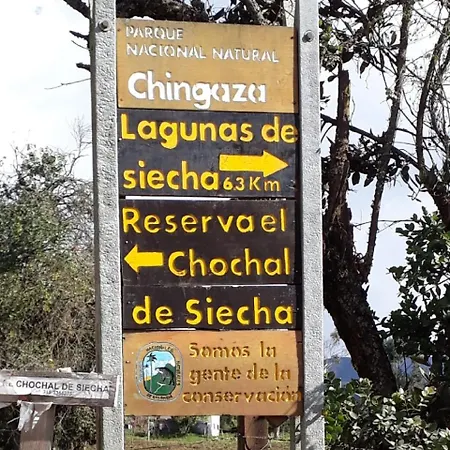 PARQUE
NACIONAL NATURAL
Chingaza
Lagunas de
siecha 6.3 Km
Reserva el
Chochal
de Siecha
Somos la
gente de la
conservación
CHOCHAL DE SIECHA